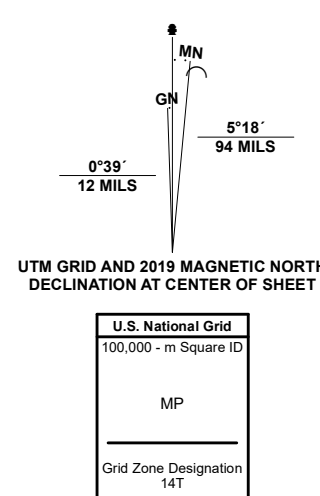 MN
GN
5°18´
94 MILS
0°39´
12 MILS
UTM GRID AND 2019 MAGNETIC NORTH
DECLINATION AT CENTER OF SHEET
U.S. National Grid
100,000 - m Square ID
MP
Grid Zone Designation
14T